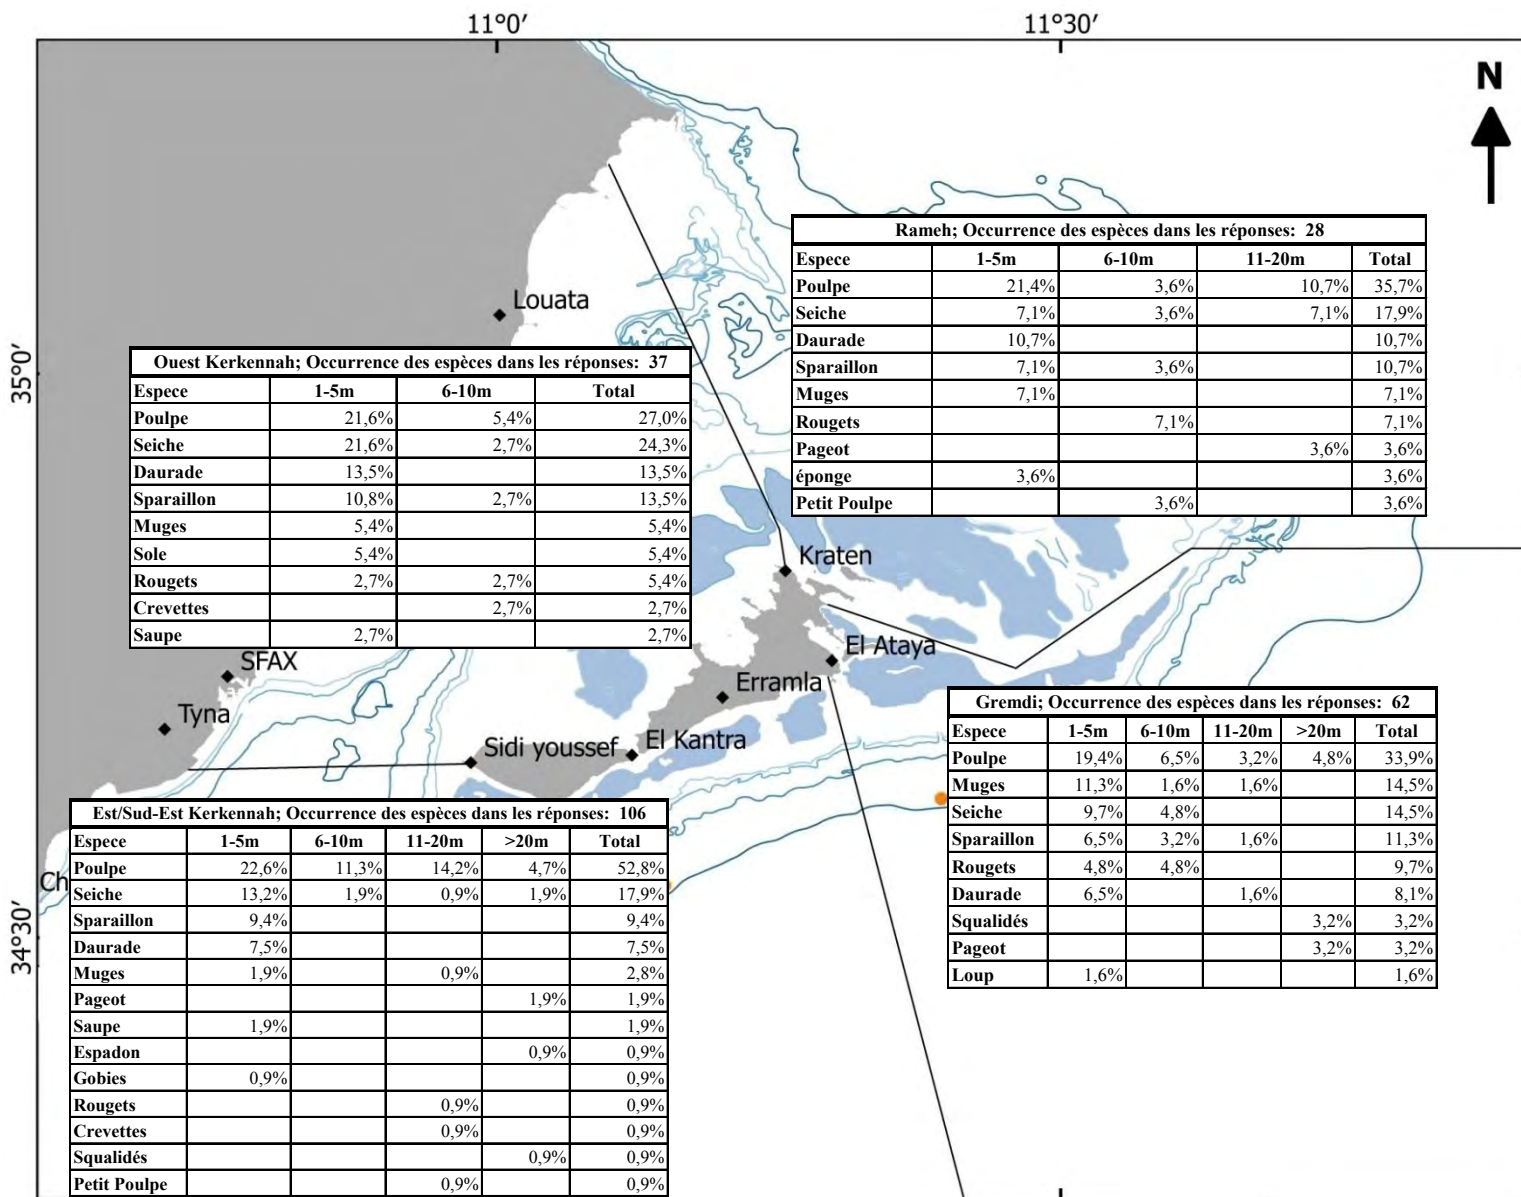 11°0′
11°30′
N
35°0′
34°30′
Louata
Kraten
El Ataya
Erramla
El Kantra
Sidi youssef
SFAX
Tyna
Ch
Rameh; Occurrence des espèces dans les réponses: 28
Espece 1-5m 6-10m 11-20m Total
Poulpe 21,4% 3,6% 10,7% 35,7%
Seiche 7,1% 3,6% 7,1% 17,9%
Daurade 10,7% 10,7%
Sparaillon 7,1% 3,6% 10,7%
Muges 7,1% 7,1%
Rougets 7,1% 7,1%
Pageot 3,6% 3,6%
éponge 3,6% 3,6%
Petit Poulpe 3,6% 3,6%
Ouest Kerkennah; Occurrence des espèces dans les réponses: 37
Espece 1-5m 6-10m Total
Poulpe 21,6% 5,4% 27,0%
Seiche 21,6% 2,7% 24,3%
Daurade 13,5% 13,5%
Sparaillon 10,8% 2,7% 13,5%
Muges 5,4% 5,4%
Sole 5,4% 5,4%
Rougets 2,7% 2,7% 5,4%
Crevettes 2,7% 2,7%
Saupe 2,7% 2,7%
Gremdi; Occurrence des espèces dans les réponses: 62
Espece 1-5m 6-10m 11-20m >20m Total
Poulpe 19,4% 6,5% 3,2% 4,8% 33,9%
Muges 11,3% 1,6% 1,6% 14,5%
Seiche 9,7% 4,8% 14,5%
Sparaillon 6,5% 3,2% 1,6% 11,3%
Rougets 4,8% 4,8% 9,7%
Daurade 6,5% 1,6% 8,1%
Squalidés 3,2% 3,2%
Pageot 3,2% 3,2%
Loup 1,6% 1,6%
Est/Sud-Est Kerkennah; Occurrence des espèces dans les réponses: 106
Espece 1-5m 6-10m 11-20m >20m Total
Poulpe 22,6% 11,3% 14,2% 4,7% 52,8%
Seiche 13,2% 1,9% 0,9% 1,9% 17,9%
Sparaillon 9,4% 9,4%
Daurade 7,5% 7,5%
Muges 1,9% 0,9% 2,8%
Pageot 1,9% 1,9%
Saupe 1,9% 1,9%
Espadon 0,9% 0,9%
Gobies 0,9% 0,9%
Rougets 0,9% 0,9%
Crevettes 0,9% 0,9%
Squalidés 0,9% 0,9%
Petit Poulpe 0,9% 0,9%